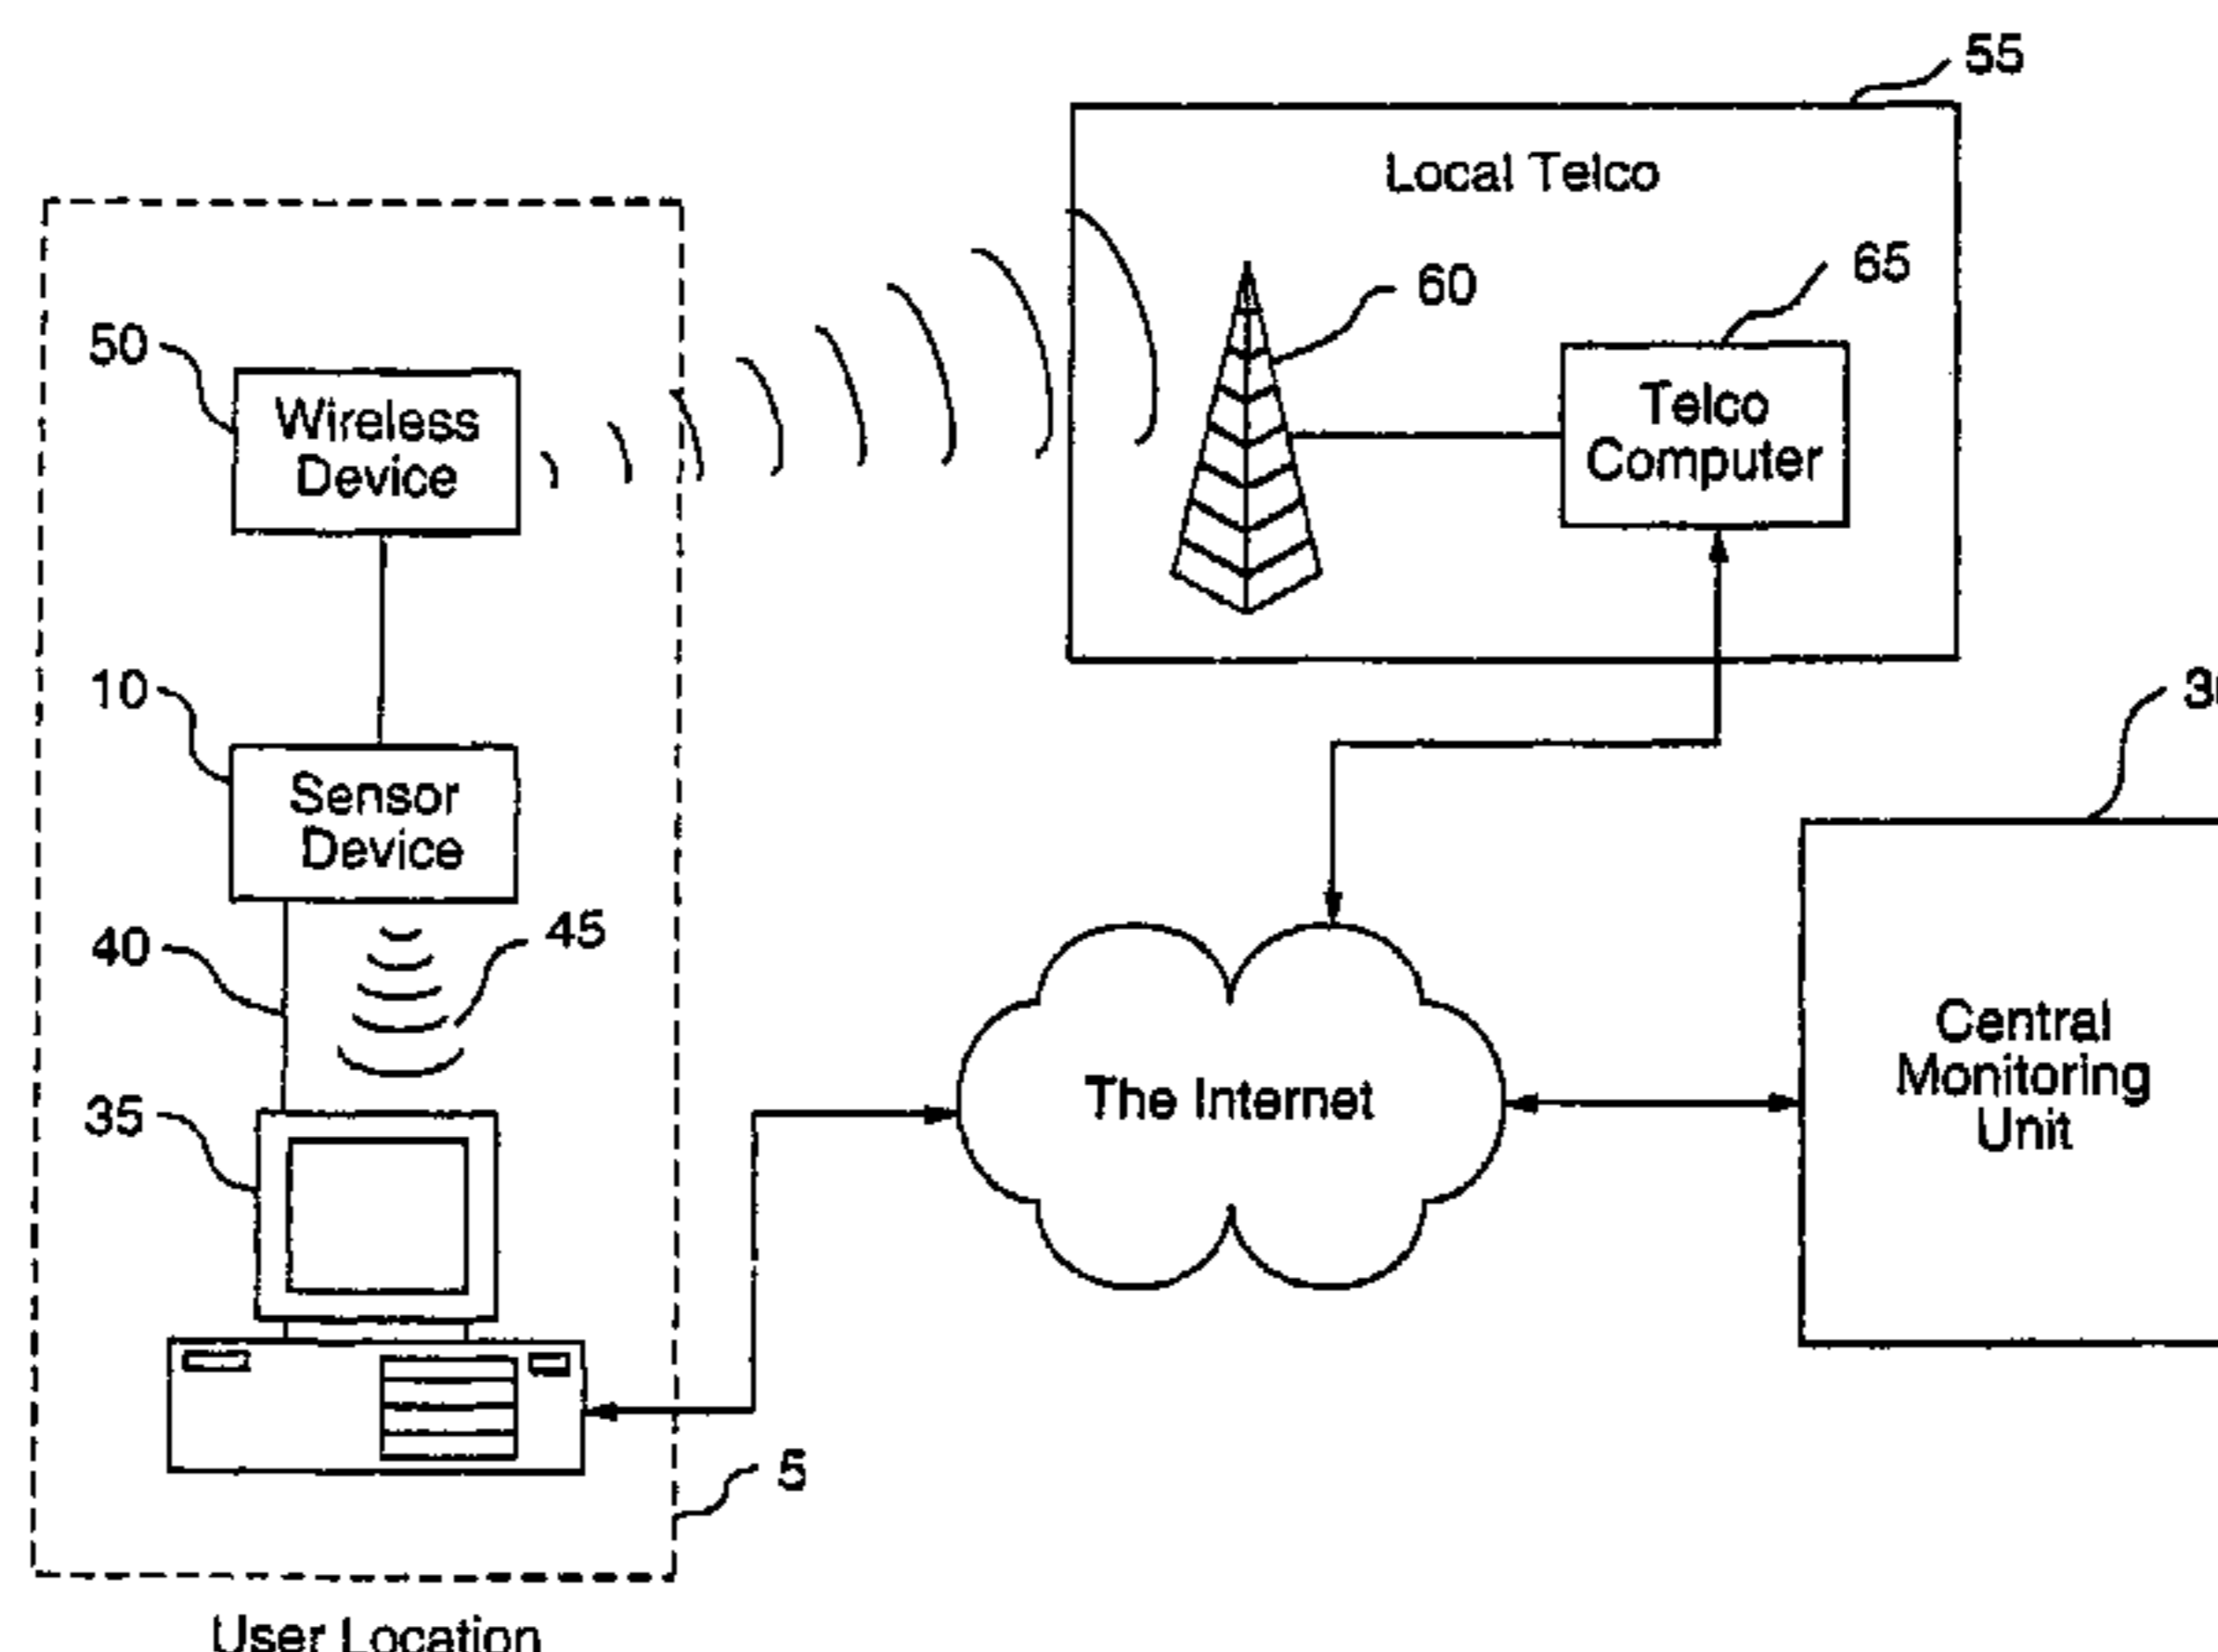 55
Local Telco
60
65
Telco
Computer
50
Wireless
Device
10
Sensor
Device
40
45
35
The Internet
Central
Monitoring
Unit
5
User Location